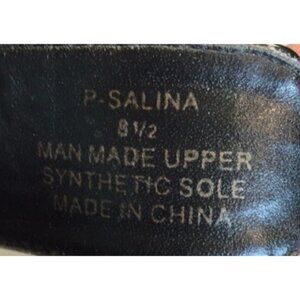 P-SALINA
8 1/2
MAN MADE UPPER
SYNTHETIC SOLE
MADE IN CHINA